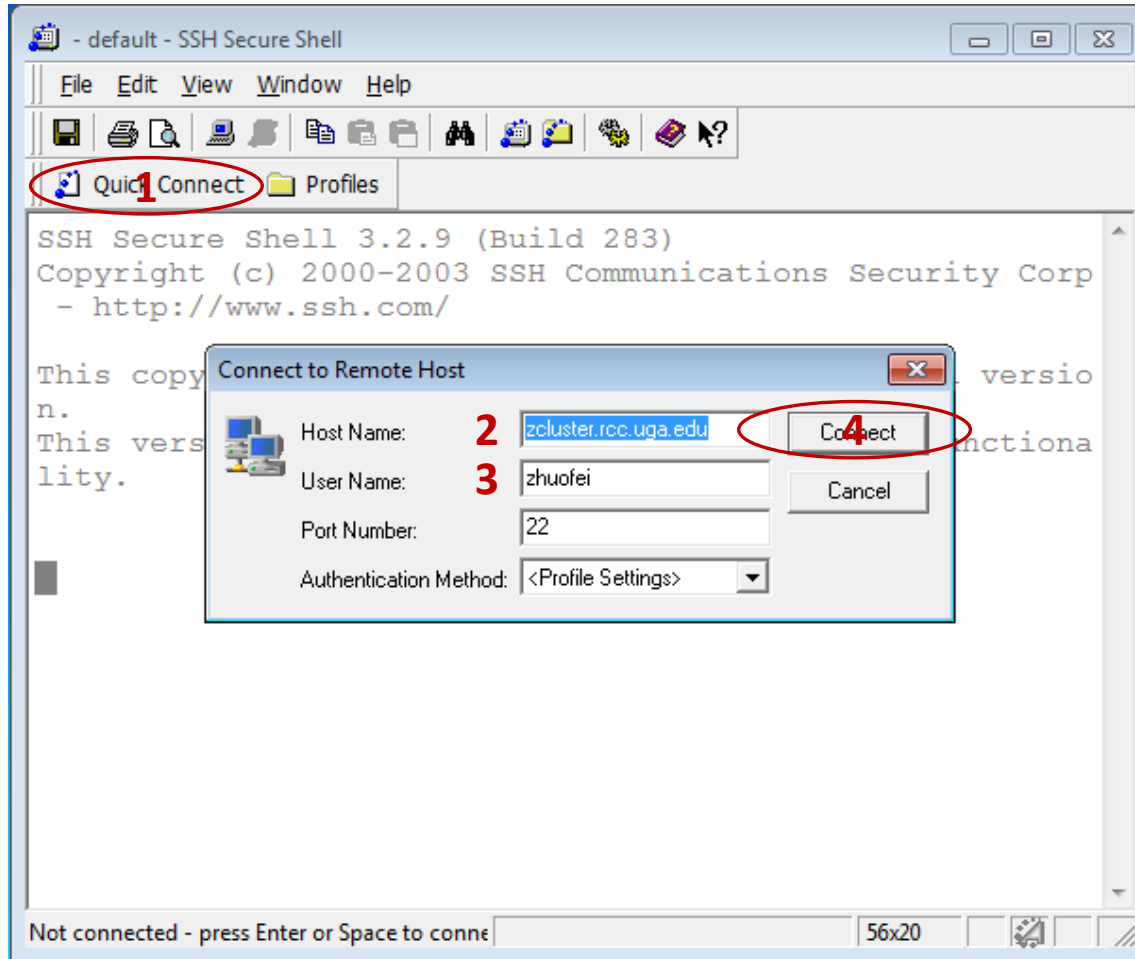 - default - SSH Secure Shell
File Edit View Window Help
Quick Connect 1 Profiles
SSH Secure Shell 3.2.9 (Build 283)
Copyright (c) 2000-2003 SSH Communications Security Corp
- http://www.ssh.com/
This copy versio
n.
This vers nctiona
lity.
Connect to Remote Host
Host Name: 2 zcluster.rcc.uga.edu Connect 4
User Name: 3 zhuofei Cancel
Port Number: 22
Authentication Method: <Profile Settings>
Not connected - press Enter or Space to conne 56x20